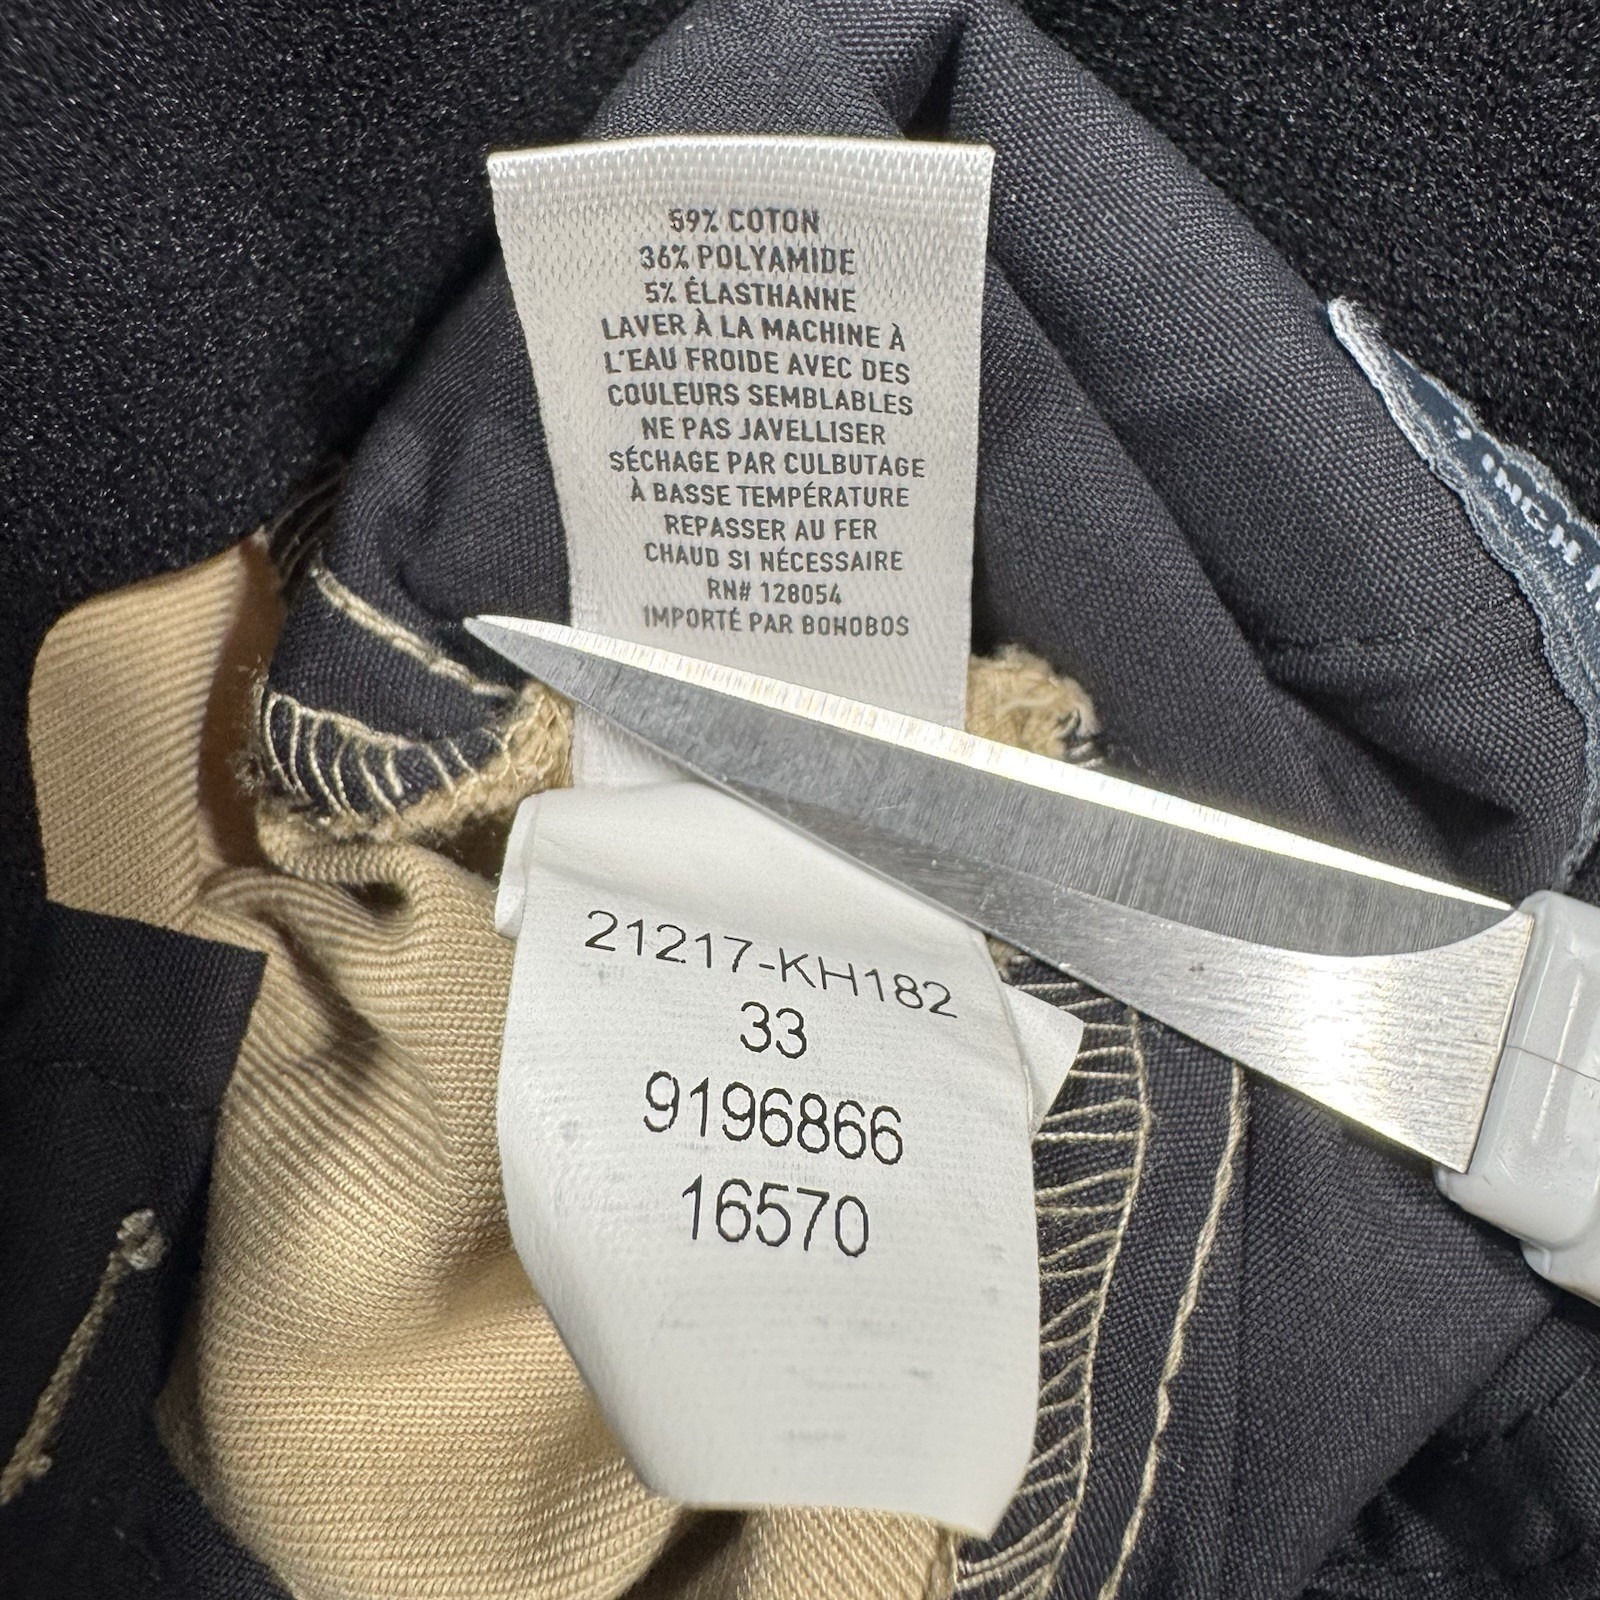 59% COTON
36% POLYAMIDE
5% ÉLASTHANNE
LAVER À LA MACHINE À
L'EAU FROIDE AVEC DES
COULEURS SEMBLABLES
NE PAS JAVELLISER
SÉCHAGE PAR CULBUTAGE
À BASSE TEMPÉRATURE
REPASSER AU FER
CHAUD SI NÉCESSAIRE
RN# 128054
IMPORTÉ PAR BONOBOS
INCH
21217-KH182
33
9196866
16570